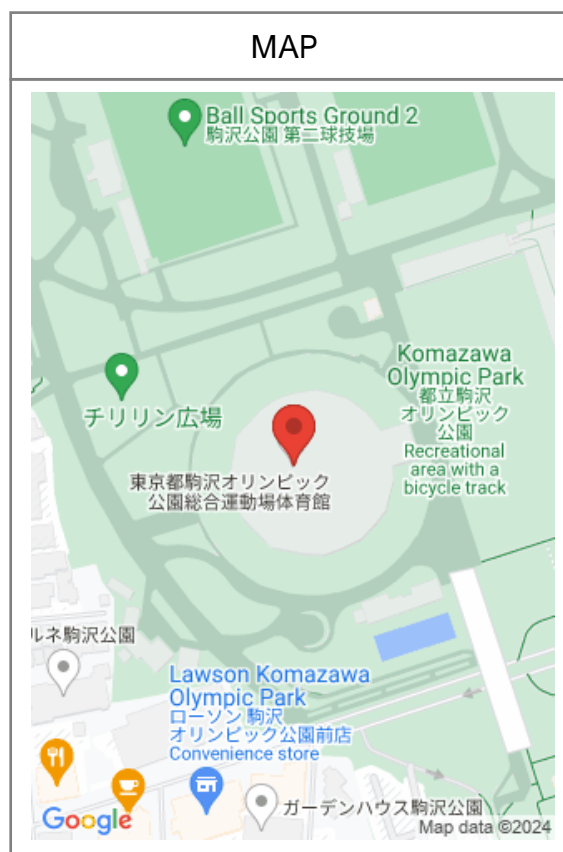 MAP
Ball Sports Ground 2
駒沢公園 第二球技場
Komazawa
Olympic Park
都立駒沢
オリンピック
公園
Recreational
area with a
bicycle track
チリリン広場
東京都駒沢オリンピック
公園総合運動場体育館
ルネ駒沢公園
Lawson Komazawa
Olympic Park
ローソン 駒沢
オリンピック公園前店
Convenience store
ガーデンハウス駒沢公園
Google
Map data ©2024